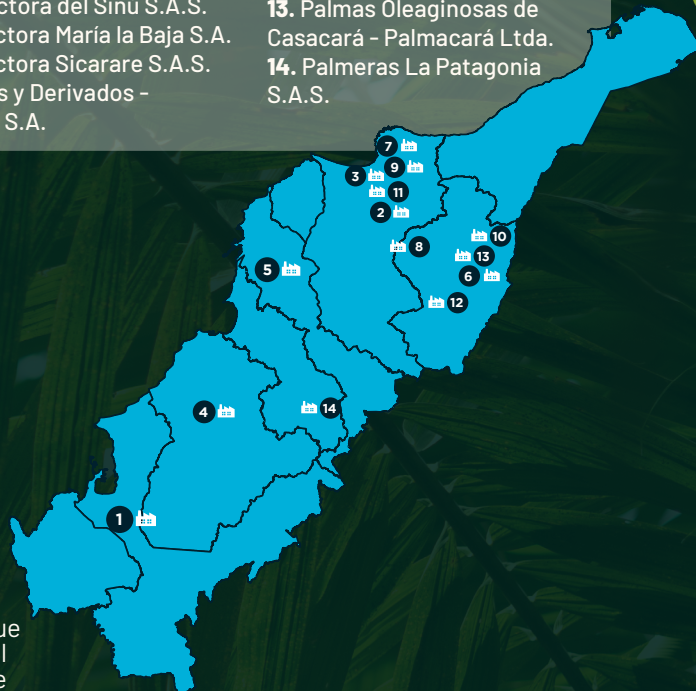 ctora del Sinú S.A.S.
ctora María la Baja S.A.
ctora Sicarare S.A.S.
s y Derivados -
S.A.
13. Palmas Oleaginosas de
Casacará - Palmacará Ltda.
14. Palmeras La Patagonia
S.A.S.
7
9
3
11
2
10
8
13
5
6
12
4
14
1
ue
l
e